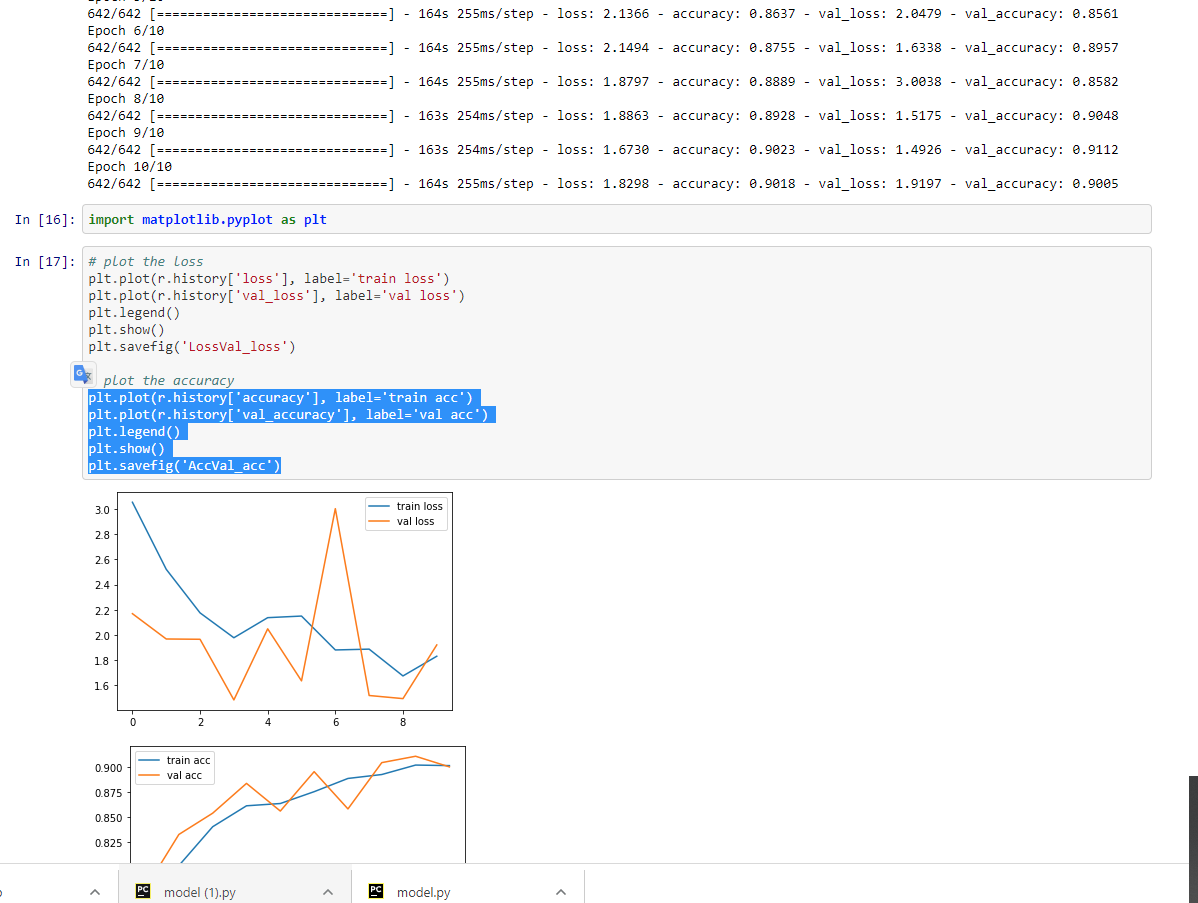 642/642 [==============================] - 164s 255ms/step - loss: 2.1366 - accuracy: 0.8637 - val_loss: 2.0479 - val_accuracy: 0.8561
Epoch 6/10
642/642 [==============================] - 164s 255ms/step - loss: 2.1494 - accuracy: 0.8755 - val_loss: 1.6338 - val_accuracy: 0.8957
Epoch 7/10
642/642 [==============================] - 164s 255ms/step - loss: 1.8797 - accuracy: 0.8889 - val_loss: 3.0038 - val_accuracy: 0.8582
Epoch 8/10
642/642 [==============================] - 163s 254ms/step - loss: 1.8863 - accuracy: 0.8928 - val_loss: 1.5175 - val_accuracy: 0.9048
Epoch 9/10
642/642 [==============================] - 163s 254ms/step - loss: 1.6730 - accuracy: 0.9023 - val_loss: 1.4926 - val_accuracy: 0.9112
Epoch 10/10
642/642 [==============================] - 164s 255ms/step - loss: 1.8298 - accuracy: 0.9018 - val_loss: 1.9197 - val_accuracy: 0.9005
In [16]: import matplotlib.pyplot as plt
In [17]: # plot the loss
plt.plot(r.history['loss'], label='train loss')
plt.plot(r.history['val_loss'], label='val loss')
plt.legend()
plt.show()
plt.savefig('LossVal_loss')
plot the accuracy
plt.plot(r.history['accuracy'], label='train acc')
plt.plot(r.history['val_accuracy'], label='val acc')
plt.legend()
plt.show()
plt.savefig('AccVal_acc')
train loss
val loss
3.0
2.8
2.6
2.4
2.2
2.0
1.8
1.6
0 2 4 6 8
train acc
val acc
0.900
0.875
0.850
0.825
model (1).py
model.py